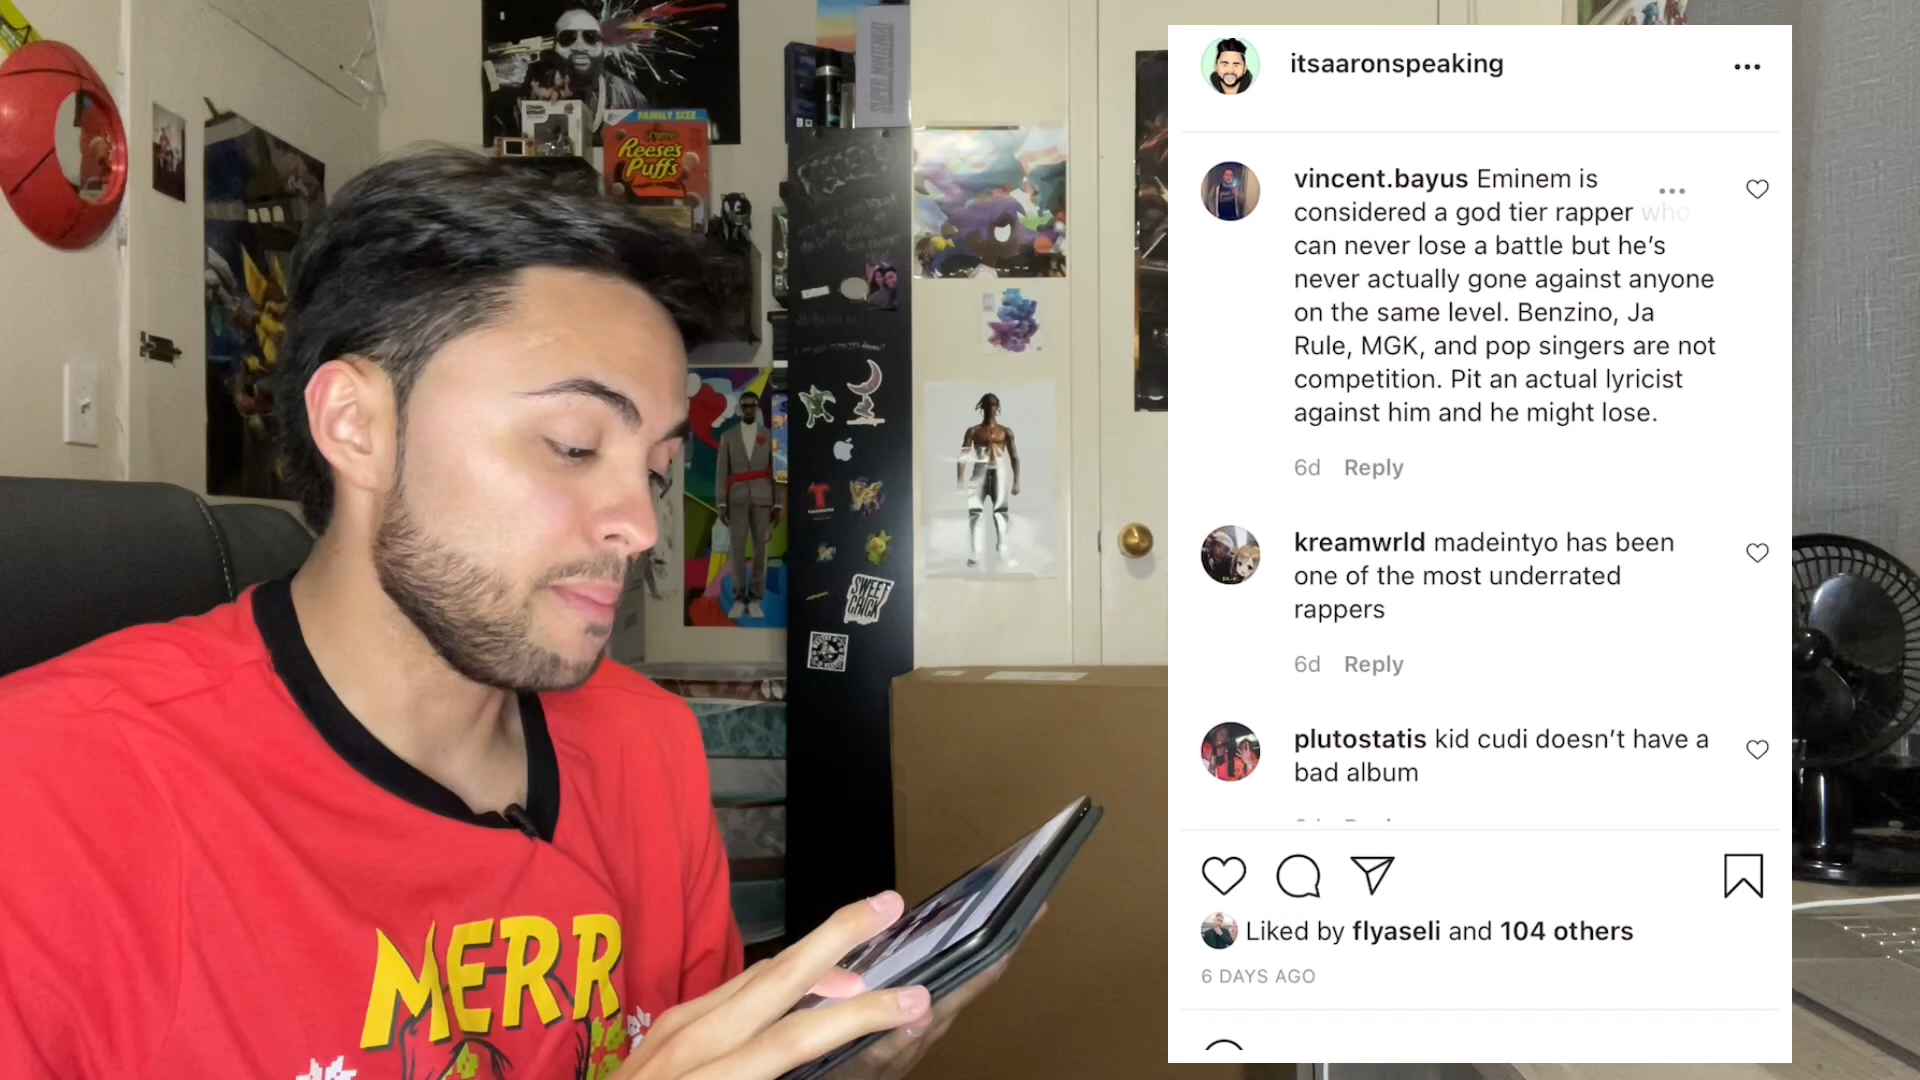 FAMILY SIZE
Reese's
Puffs
SUPER NINTENDO
SWEET
CHICK
MERR
itsaaronspeaking
vincent.bayus Eminem is
considered a god tier rapper who
can never lose a battle but he's
never actually gone against anyone
on the same level. Benzino, Ja
Rule, MGK, and pop singers are not
competition. Pit an actual lyricist
against him and he might lose.
6d Reply
kreamwrld madeintyo has been
one of the most underrated
rappers
6d Reply
plutostatis kid cudi doesn't have a
bad album
Liked by flyaseli and 104 others
6 DAYS AGO